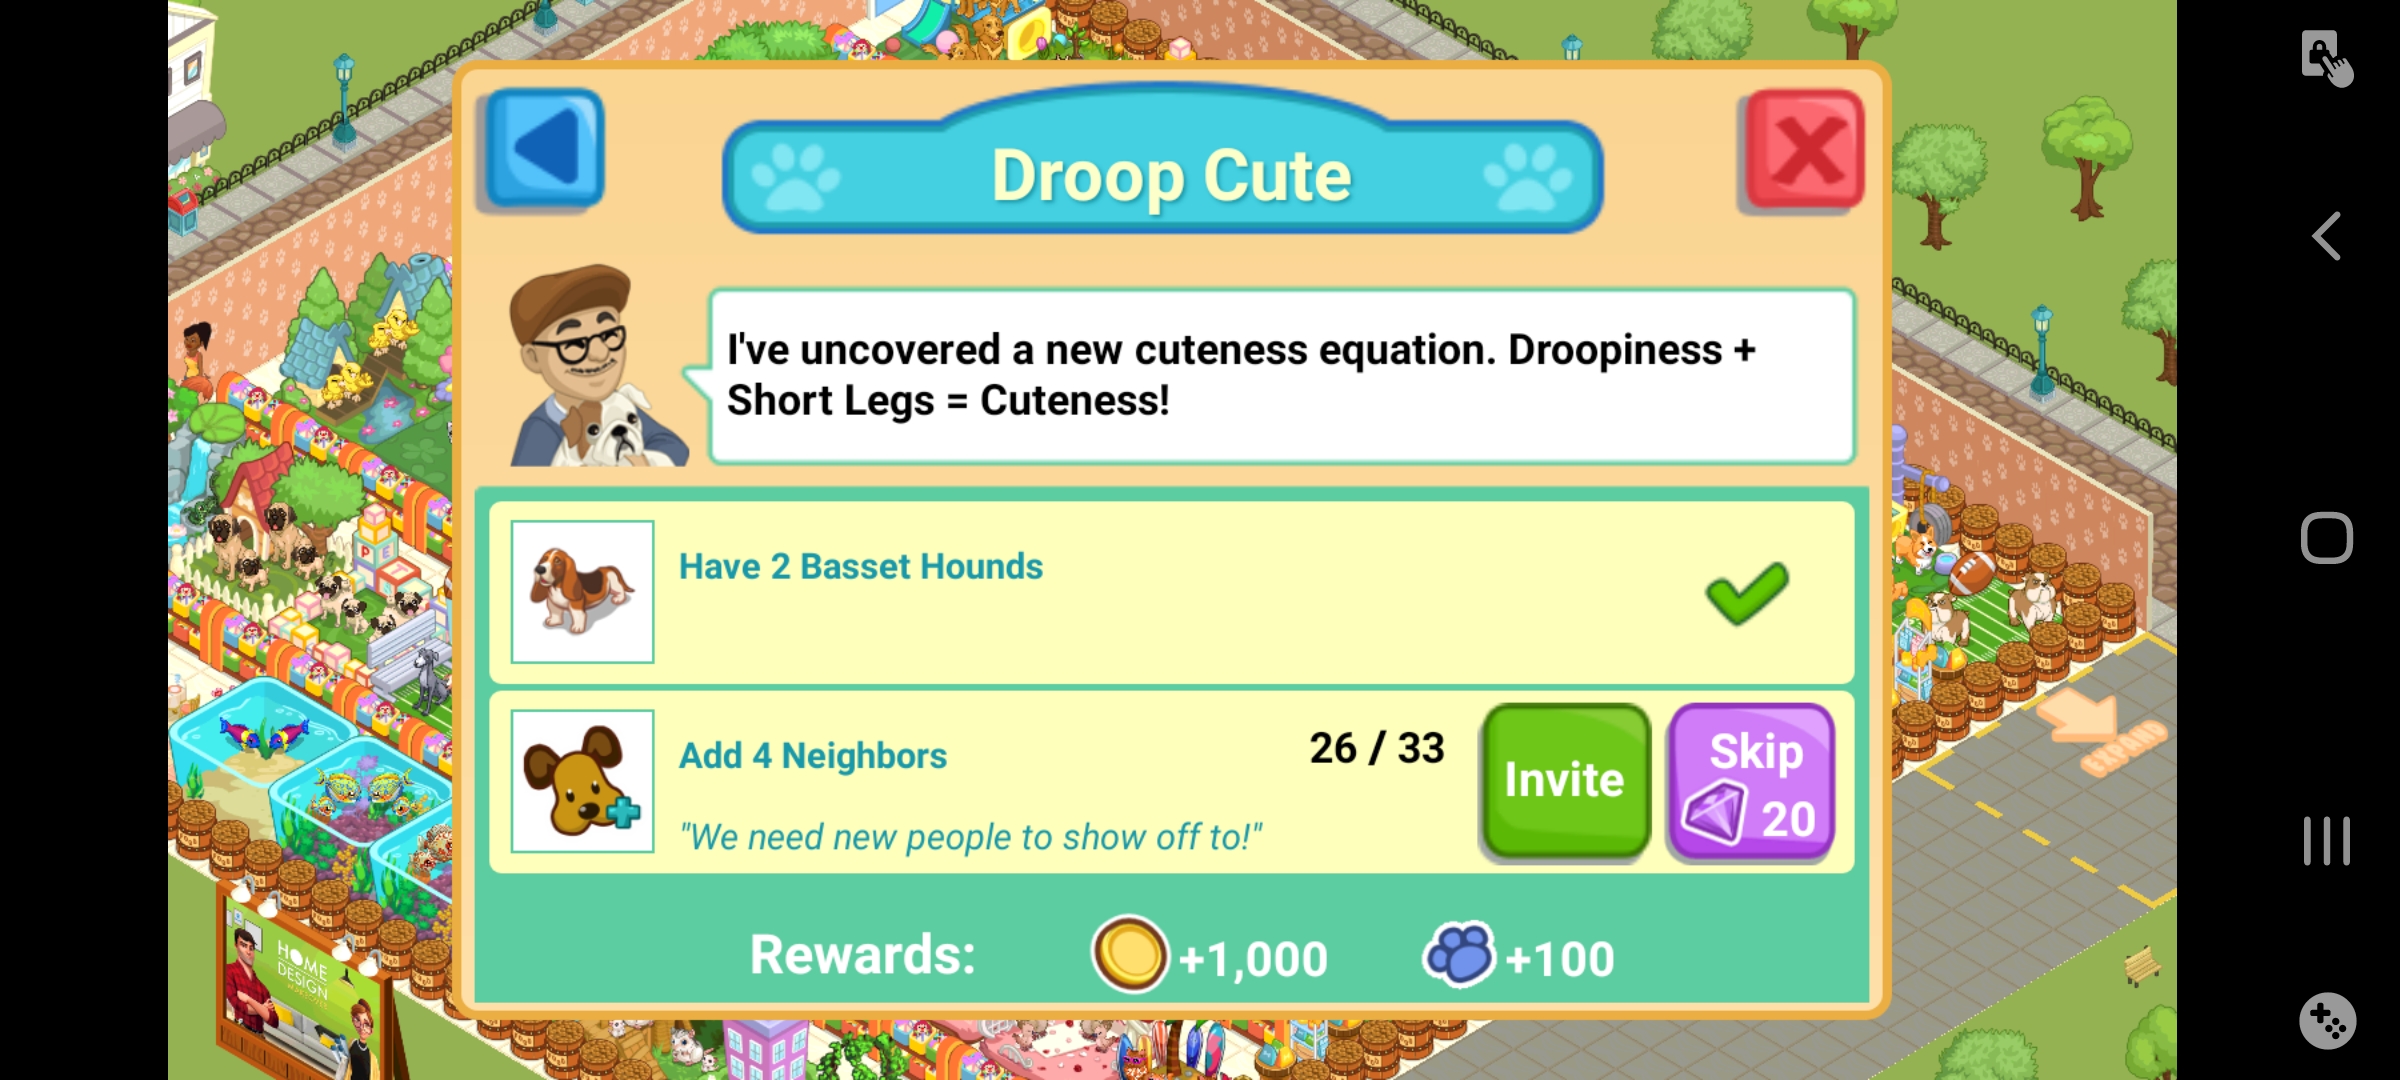 Droop Cute
I've uncovered a new cuteness equation. Droopiness +
Short Legs = Cuteness!
Have 2 Basset Hounds
Add 4 Neighbors
26 / 33
"We need new people to show off to!"
Invite
Skip
20
Rewards:
+1,000
+100
EXPAND
HOME
DESIGN